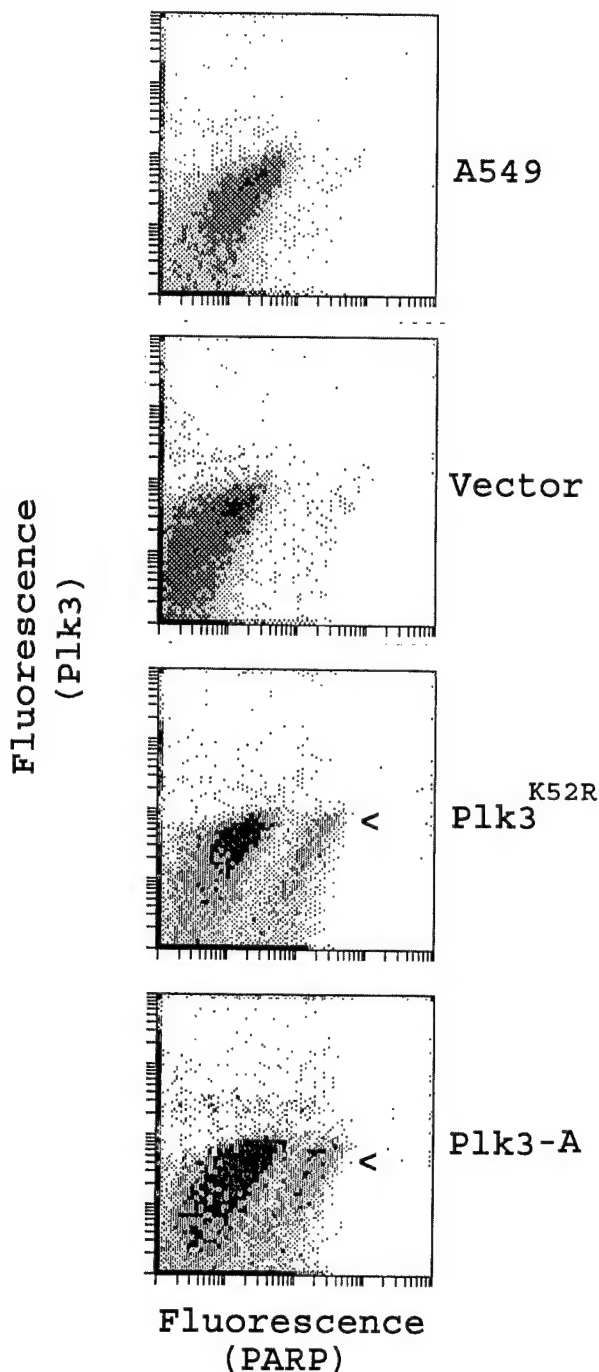 A549
Vector
Plk3K52R
<
Plk3-A
<
Fluorescence
(Plk3)
Fluorescence
(PARP)